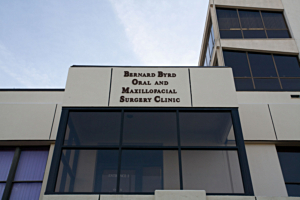 Bernard Byrd
Oral and
Maxillofacial
Surgery Clinic